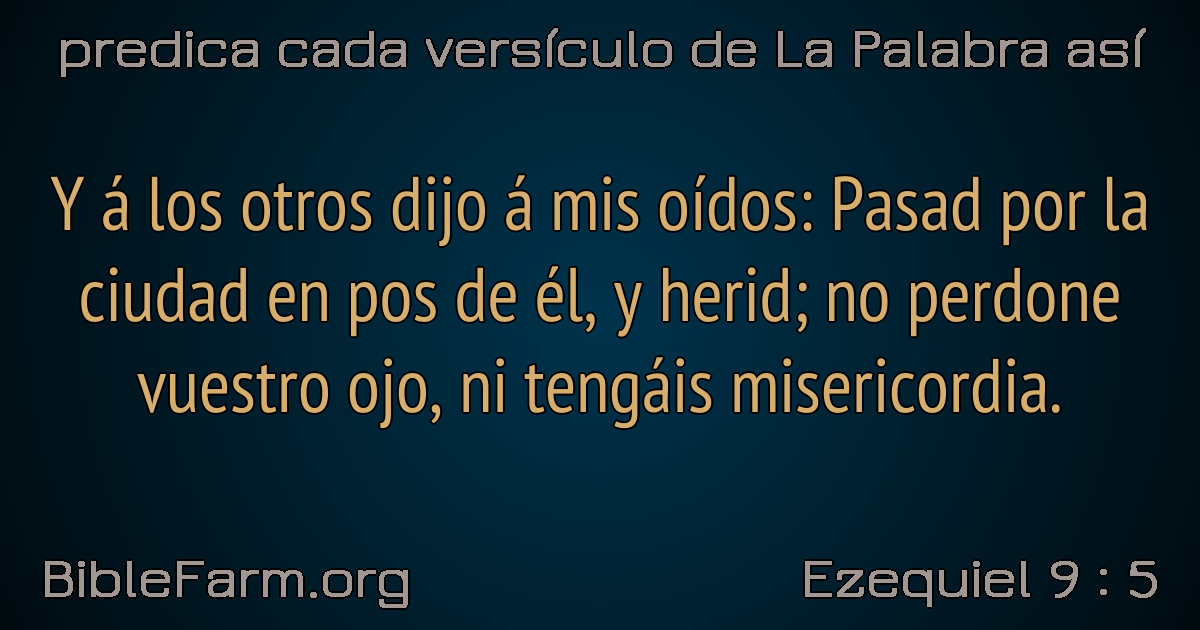 predica cada versículo de La Palabra así
Y á los otros dijo á mis oídos: Pasad por la
ciudad en pos de él, y herid; no perdone
vuestro ojo, ni tengáis misericordia.
BibleFarm.org
Ezequiel 9 : 5